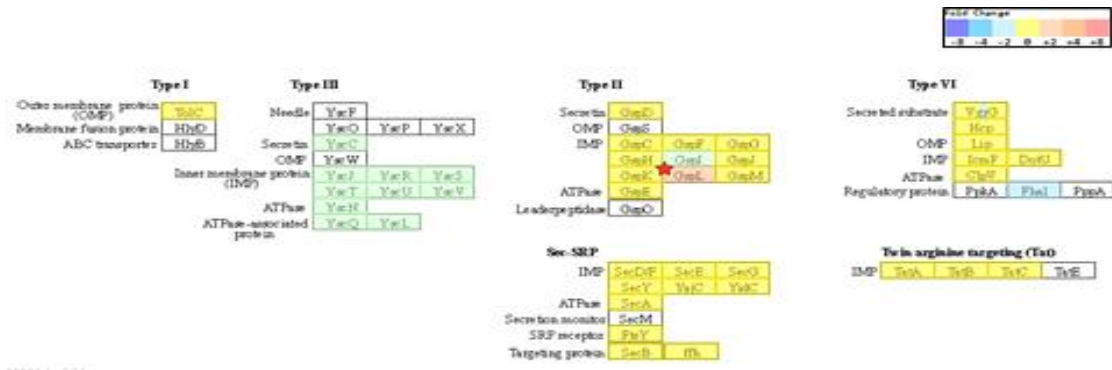 Fold Change
-8 -4 -2 0 +2 +4 +8
Type I
Outer membrane protein
(OMP)
TolC
Membrane fusion protein HlyD
ABC transporter HlyB
Type III
Needle YscF
YscO YscP YscX
Secretin YscC
OMP YscW
Inner membrane protein
(IMP)
YscJ YscR YscS
YscT YscU YscV
ATPase YscN
ATPase-associated
protein
YscQ YscL
Type II
Secretin GspD
OMP GspS
IMP GspC GspF GspG
GspH GspI GspJ
GspK GspL GspM
ATPase GspE
Leaderpeptidase GspO
Type VI
Secreted substrate VgrG
Hcp
OMP Lip
IMP IcmF DotU
ATPase ClpV
Regulatory protein PpkA Fha1 PppA
Sec-SRP
IMP SecD/F SecE SecG
SecY YajC YidC
ATPase SecA
Secretion monitor SecM
SRP receptor FtsY
Targeting protein SecB ffh
Twin arginine targeting (Tat)
IMP TatA TatB TatC TatE